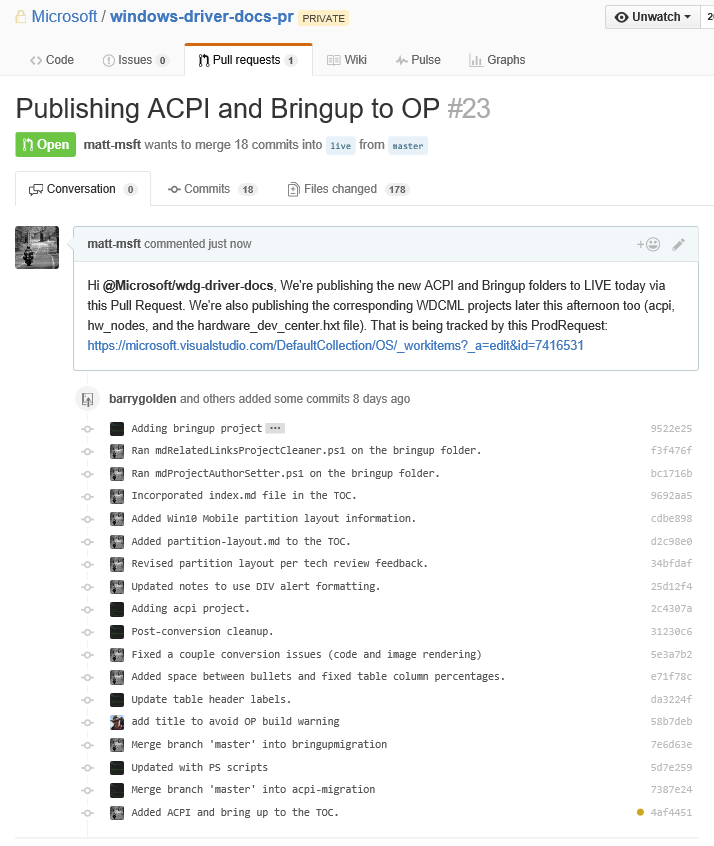 Microsoft / windows-driver-docs-pr PRIVATE
Unwatch
Code Issues 0 Pull requests 1 Wiki Pulse Graphs
Publishing ACPI and Bringup to OP #23
Open matt-msft wants to merge 18 commits into live from master
Conversation 0 Commits 18 Files changed 178
matt-msft commented just now
Hi @Microsoft/wdg-driver-docs, We're publishing the new ACPI and Bringup folders to LIVE today via
this Pull Request. We're also publishing the corresponding WDCML projects later this afternoon too (acpi,
hw_nodes, and the hardware_dev_center.hxt file). That is being tracked by this ProdRequest:
https://microsoft.visualstudio.com/DefaultCollection/OS/_workitems?_a=edit&id=7416531
barrygolden and others added some commits 8 days ago
Adding bringup project ... 9522e25
Ran mdRelatedLinksProjectCleaner.ps1 on the bringup folder. f3f476f
Ran mdProjectAuthorSetter.ps1 on the bringup folder. bc1716b
Incorporated index.md file in the TOC. 9692aa5
Added Win10 Mobile partition layout information. cdbe898
Added partition-layout.md to the TOC. d2c98e0
Revised partition layout per tech review feedback. 34bfdaf
Updated notes to use DIV alert formatting. 25d12f4
Adding acpi project. 2c4307a
Post-conversion cleanup. 31230c6
Fixed a couple conversion issues (code and image rendering) 5e3a7b2
Added space between bullets and fixed table column percentages. e71f78c
Update table header labels. da3224f
add title to avoid OP build warning 58b7deb
Merge branch 'master' into bringupmigration 7e6d63e
Updated with PS scripts 5d7e259
Merge branch 'master' into acpi-migration 7387e24
Added ACPI and bring up to the TOC. 4af4451